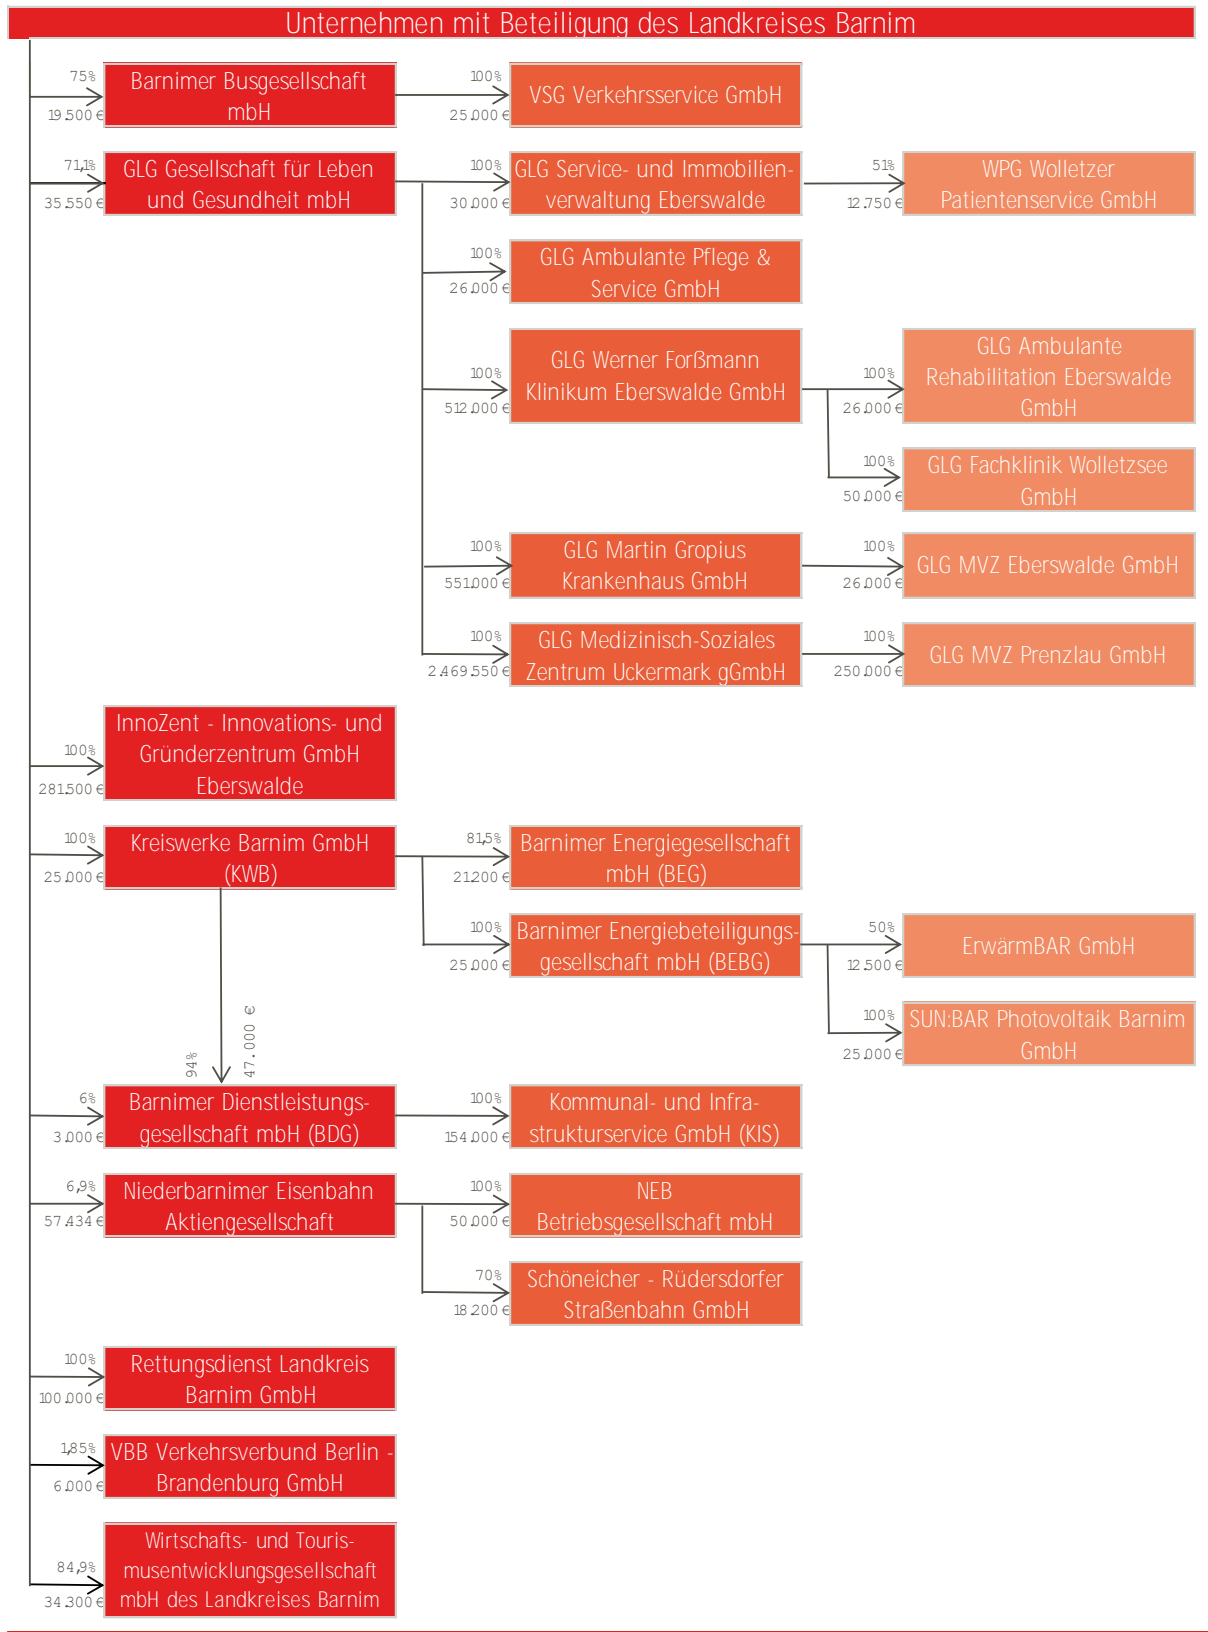 Unternehmen mit Beteiligung des Landkreises Barnim
75%
19.500 €
Barnimer Busgesellschaft
mbH
100%
25.000 €
VSG Verkehrsservice GmbH
71,1%
35.550 €
GLG Gesellschaft für Leben
und Gesundheit mbH
100%
30.000 €
GLG Service- und Immobilien-
verwaltung Eberswalde
51%
12.750 €
WPG Wolletzer
Patientenservice GmbH
100%
26.000 €
GLG Ambulante Pflege &
Service GmbH
100%
512.000 €
GLG Werner Forßmann
Klinikum Eberswalde GmbH
100%
26.000 €
GLG Ambulante
Rehabilitation Eberswalde
GmbH
100%
50.000 €
GLG Fachklinik Wolletzsee
GmbH
100%
551.000 €
GLG Martin Gropius
Krankenhaus GmbH
100%
26.000 €
GLG MVZ Eberswalde GmbH
100%
2.469.550 €
GLG Medizinisch-Soziales
Zentrum Uckermark gGmbH
100%
250.000 €
GLG MVZ Prenzlau GmbH
100%
281.500 €
InnoZent - Innovations- und
Gründerzentrum GmbH
Eberswalde
100%
25.000 €
Kreiswerke Barnim GmbH
(KWB)
81,5%
21.200 €
Barnimer Energiegesellschaft
mbH (BEG)
100%
25.000 €
Barnimer Energiebeteiligungs-
gesellschaft mbH (BEBG)
50%
12.500 €
ErwärmBAR GmbH
100%
25.000 €
SUN:BAR Photovoltaik Barnim
GmbH
94%
47.000 €
6%
3.000 €
Barnimer Dienstleistungs-
gesellschaft mbH (BDG)
100%
154.000 €
Kommunal- und Infra-
strukturservice GmbH (KIS)
6,9%
57.434 €
Niederbarnimer Eisenbahn
Aktiengesellschaft
100%
50.000 €
NEB
Betriebsgesellschaft mbH
70%
18.200 €
Schöneicher - Rüdersdorfer
Straßenbahn GmbH
100%
100.000 €
Rettungsdienst Landkreis
Barnim GmbH
1,85%
6.000 €
VBB Verkehrsverbund Berlin -
Brandenburg GmbH
84,9%
34.300 €
Wirtschafts- und Touris-
musentwicklungsgesellschaft
mbH des Landkreises Barnim